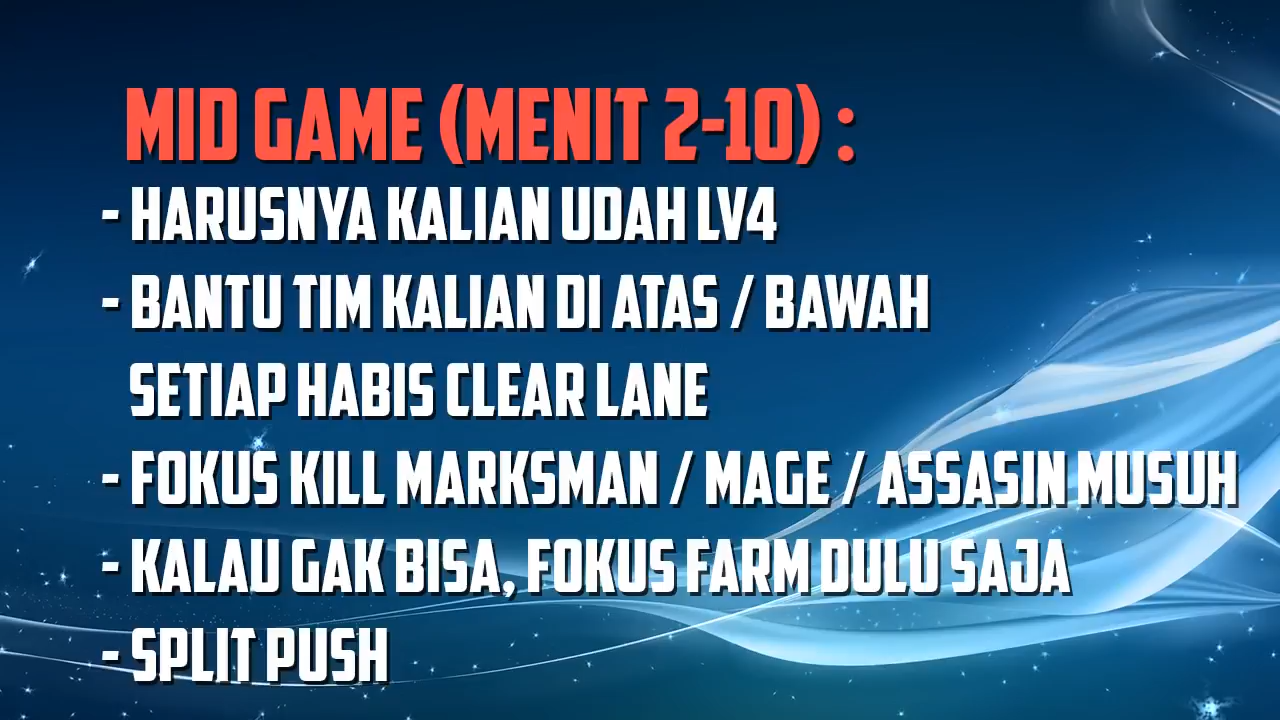 MID GAME (MENIT 2-10) :
- HARUSNYA KALIAN UDAH LV4
- BANTU TIM KALIAN DI ATAS / BAWAH
SETIAP HABIS CLEAR LANE
- FOKUS KILL MARKSMAN / MAGE / ASSASIN MUSUH
- KALAU GAK BISA, FOKUS FARM DULU SAJA
- SPLIT PUSH